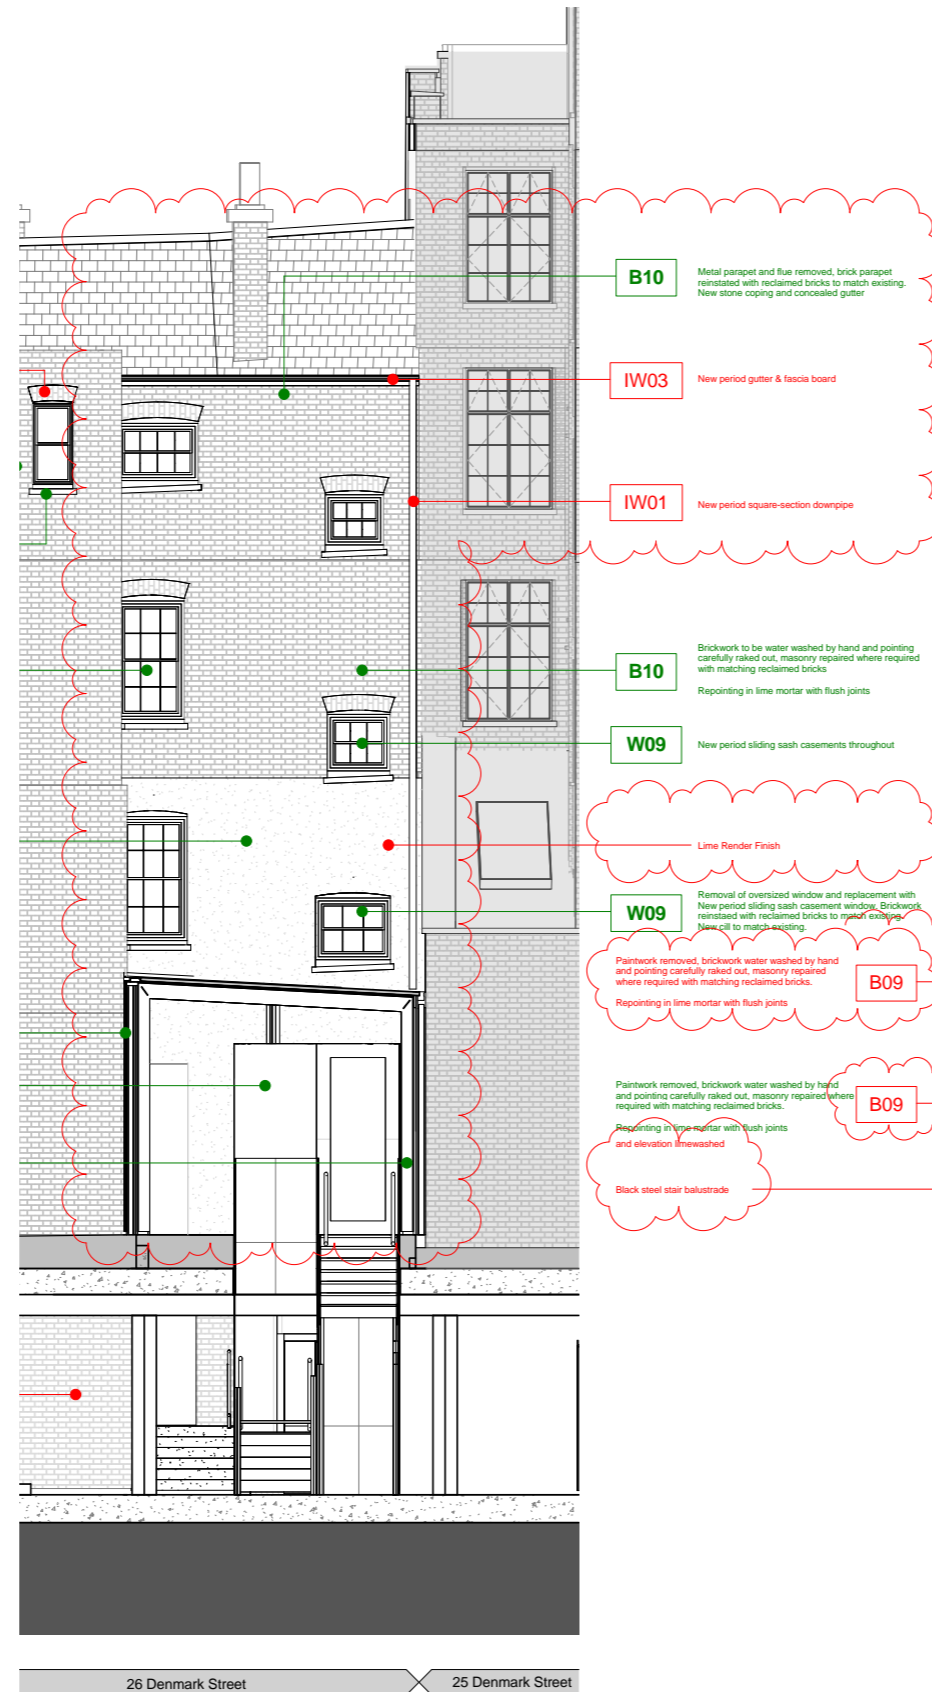 B10
Metal parapet and flue removed, brick parapet
reinstated with reclaimed bricks to match existing.
New stone coping and concealed gutter
IW03
New period gutter & fascia board
IW01
New period square-section downpipe
B10
Brickwork to be water washed by hand and pointing
carefully raked out, masonry repaired where required
with matching reclaimed bricks
Repointing in lime mortar with flush joints
W09
New period sliding sash casements throughout
Lime Render Finish
W09
Removal of oversized window and replacement with
New period sliding sash casement window. Brickwork
reinstaed with reclaimed bricks to match existing.
New cill to match existing.
Paintwork removed, brickwork water washed by hand
and pointing carefully raked out, masonry repaired
where required with matching reclaimed bricks.
Repointing in lime mortar with flush joints
B09
Paintwork removed, brickwork water washed by hand
and pointing carefully raked out, masonry repaired where
required with matching reclaimed bricks.
Repointing in lime mortar with flush joints
and elevation limewashed
B09
Black steel stair balustrade
26 Denmark Street
25 Denmark Street